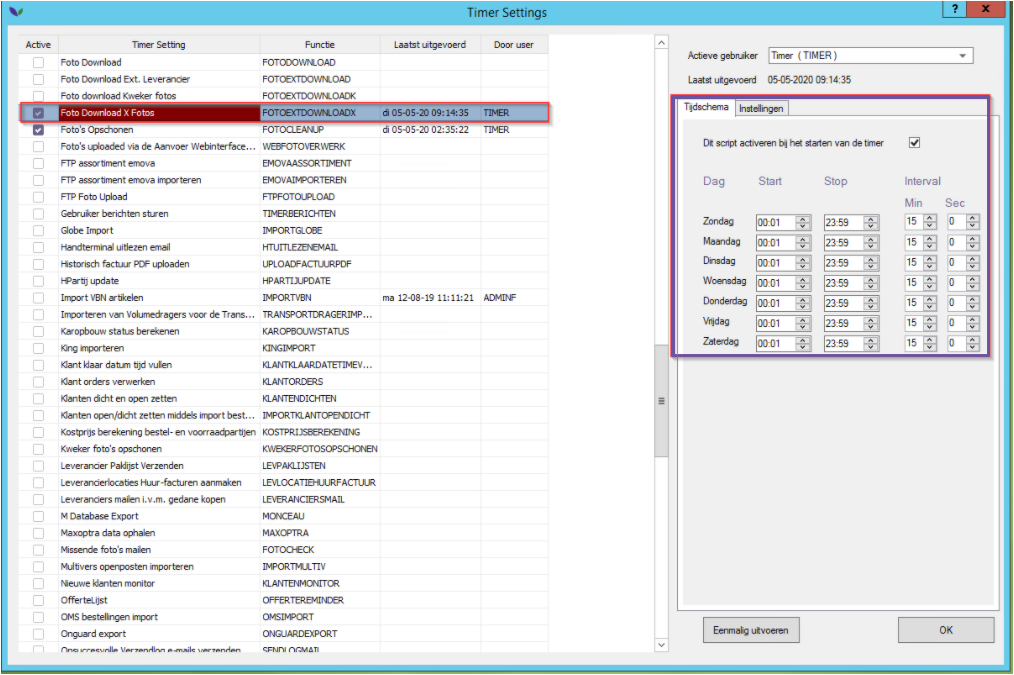 Timer Settings
? x
Active Timer Setting Functie Laatst uitgevoerd Door user
Foto Download FOTODOWNLOAD
Foto Download Ext. Leverancier FOTOEXTDOWNLOAD
Foto download Kweker fotos FOTOEXTDOWNLOADK
Foto Download X Fotos FOTOEXTDOWNLOADX di 05-05-20 09:14:35 TIMER
Foto's Opschonen FOTOCLEANUP di 05-05-20 02:35:22 TIMER
Foto's uploaded via de Aanvoer Webinterface... WEBFOTOVERWERK
FTP assortiment emova EMOVAASSORTIMENT
FTP assortiment emova importeren EMOVAIMPORTEREN
FTP Foto Upload FTPFOTOUPLOAD
Gebruiker berichten sturen TIMERBERICHTEN
Globe Import IMPORTGLOBE
Handterminal uitlezen email HTUITLEZENEMAIL
Historisch factuur PDF uploaden UPLOADFACTUURPDF
HPartij update HPARTIJUPDATE
Import VBN artikelen IMPORTVBN ma 12-08-19 11:11:21 ADMINF
Importeren van Volumedragers voor de Trans... TRANSPORTDRAGERIMP...
Karopbouw status berekenen KAROPBOUWSTATUS
King importeren KINGIMPORT
Klant klaar datum tijd vullen KLANTKLAARDATETIMEV...
Klant orders verwerken KLANTORDERS
Klanten dicht en open zetten KLANTENDICHTEN
Klanten open/dicht zetten middels import best... IMPORTKLANTOPENDICHT
Kostprijs berekening bestel- en voorraadpartijen KOSTPRIJSBEREKENING
Kweker foto's opschonen KWEKERFOTOSOPSCHONEN
Leverancier Paklijst Verzenden LEVPAKLIJSTEN
Leverancierlocaties Huur-facturen aanmaken LEVLOCATIEHUURFACTUUR
Leveranciers mailen i.v.m. gedane kopen LEVERANCIERSMAIL
M Database Export MONCEAU
Maxoptra data ophalen MAXOPTRA
Missende foto's mailen FOTOCHECK
Multivers openposten importeren IMPORTMULTIV
Nieuwe klanten monitor KLANTENMONITOR
OfferteLijst OFFERTEREMINDER
OMS bestellingen import OMSIMPORT
Onguard export ONGUARDEXPORT
Onsuccesvolle Verzendlog e-mails verzenden SENDLOGMAIL
Actieve gebruiker Timer ( TIMER )
Laatst uitgevoerd 05-05-2020 09:14:35
Tijdschema Instellingen
Dit script activeren bij het starten van de timer
Dag Start Stop Interval
Min Sec
Zondag 00:01 23:59 15 0
Maandag 00:01 23:59 15 0
Dinsdag 00:01 23:59 15 0
Woensdag 00:01 23:59 15 0
Donderdag 00:01 23:59 15 0
Vrijdag 00:01 23:59 15 0
Zaterdag 00:01 23:59 15 0
Eenmalig uitvoeren OK